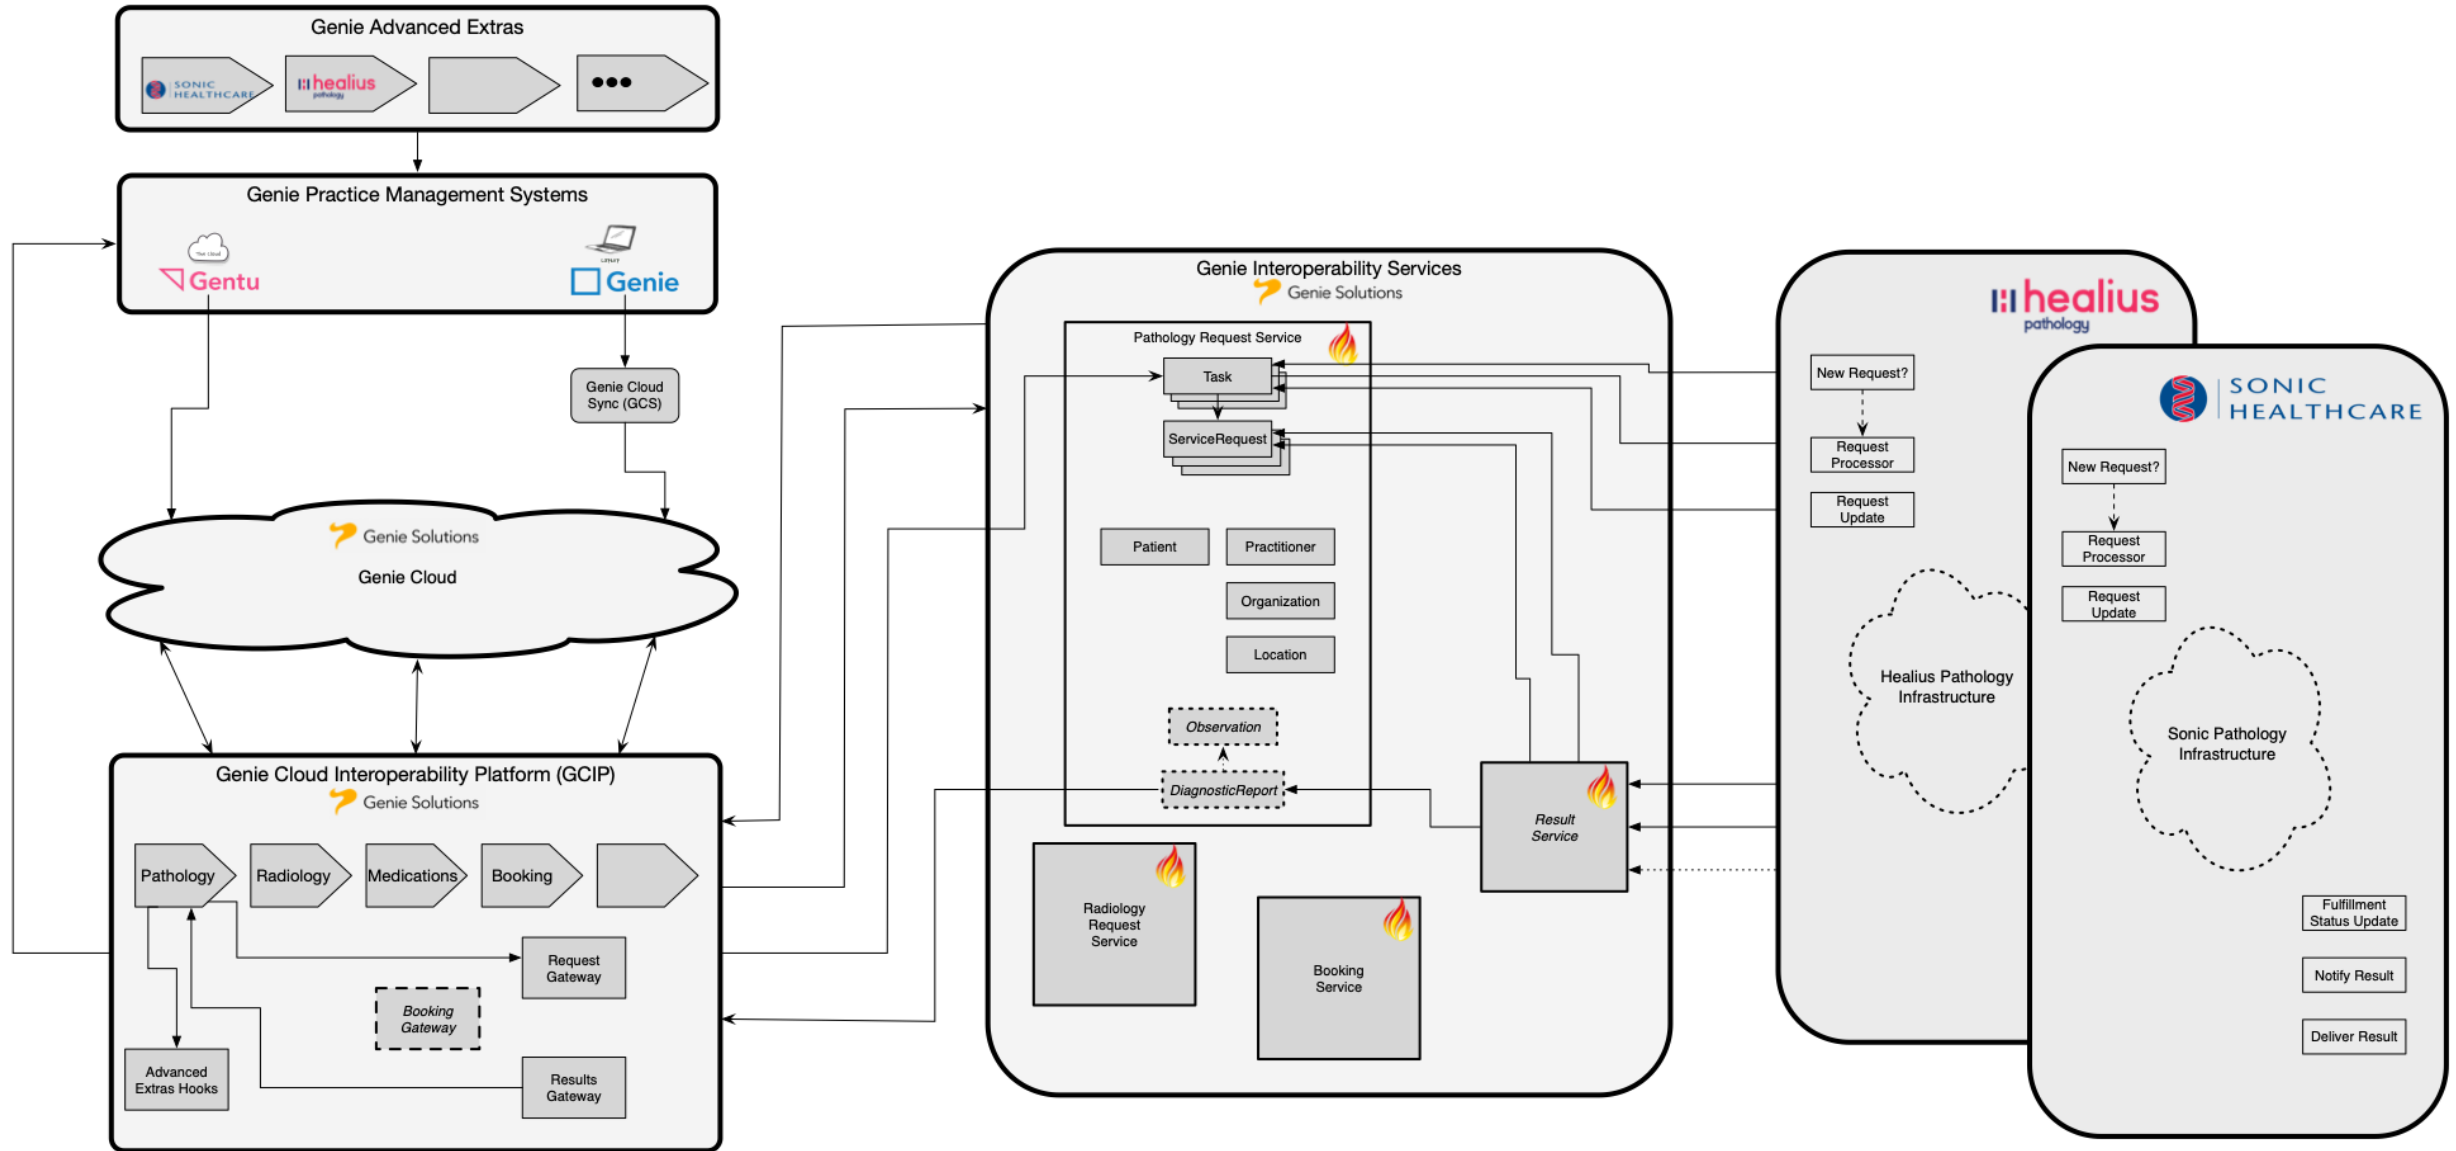 Genie Advanced Extras
SONIC
HEALTHCARE
healius
pathology
Genie Practice Management Systems
Gentu
Genie
Genie Cloud
Sync (GCS)
Genie Solutions
Genie Cloud
Genie Cloud Interoperability Platform (GCIP)
Genie Solutions
Pathology
Radiology
Medications
Booking
Request
Gateway
Booking
Gateway
Advanced
Extras Hooks
Results
Gateway
Genie Interoperability Services
Genie Solutions
Pathology Request Service
Task
ServiceRequest
Patient
Practitioner
Organization
Location
Observation
DiagnosticReport
Result
Service
Radiology
Request
Service
Booking
Service
healius
pathology
New Request?
Request
Processor
Request
Update
Healius Pathology
Infrastructure
SONIC
HEALTHCARE
New Request?
Request
Processor
Request
Update
Sonic Pathology
Infrastructure
Fulfillment
Status Update
Notify Result
Deliver Result